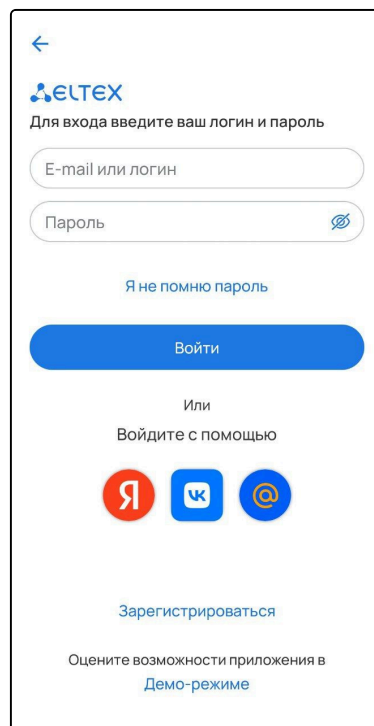 ELTEX
Для входа введите ваш логин и пароль
E-mail или логин
Пароль
Я не помню пароль
Войти
Или
Войдите с помощью
Я
VK
@
Зарегистрироваться
Оцените возможности приложения в
Демо-режиме